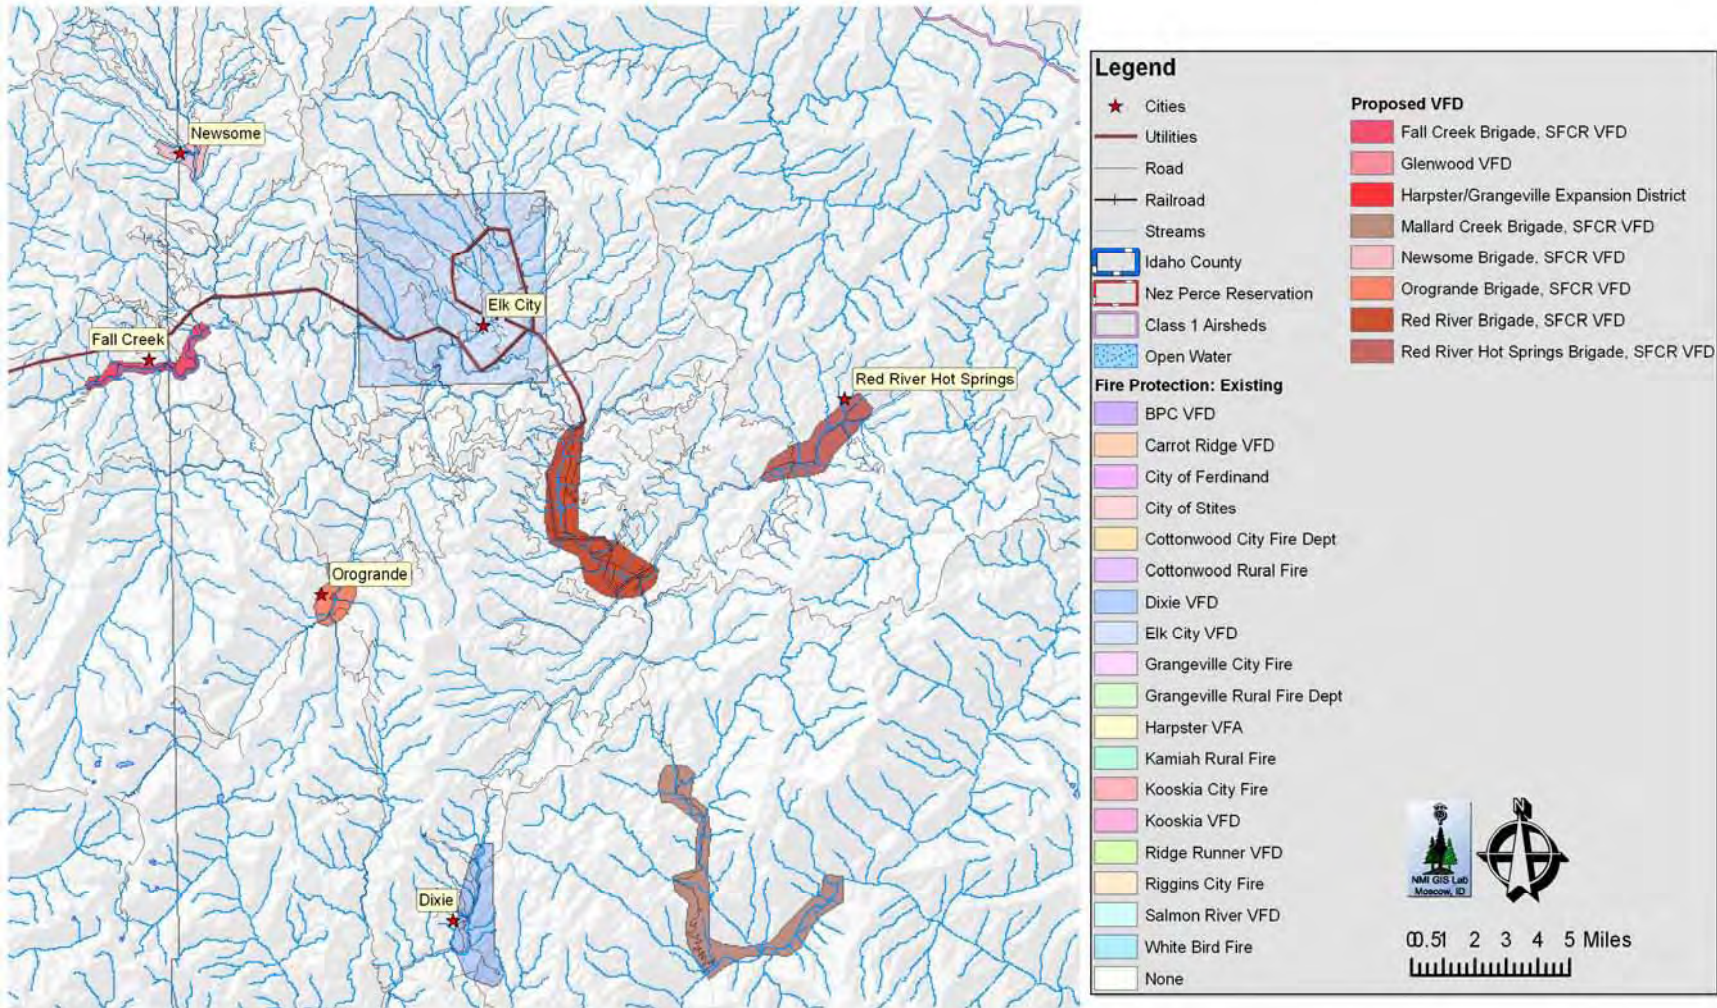 Newsome
Elk City
Fall Creek
Red River Hot Springs
Orogrande
Dixie
Legend
Cities
Utilities
Road
Railroad
Streams
Idaho County
Nez Perce Reservation
Class 1 Airsheds
Open Water
Fire Protection: Existing
BPC VFD
Carrot Ridge VFD
City of Ferdinand
City of Stites
Cottonwood City Fire Dept
Cottonwood Rural Fire
Dixie VFD
Elk City VFD
Grangeville City Fire
Grangeville Rural Fire Dept
Harpster VFA
Kamiah Rural Fire
Kooskia City Fire
Kooskia VFD
Ridge Runner VFD
Riggins City Fire
Salmon River VFD
White Bird Fire
None
Proposed VFD
Fall Creek Brigade, SFCR VFD
Glenwood VFD
Harpster/Grangeville Expansion District
Mallard Creek Brigade, SFCR VFD
Newsome Brigade, SFCR VFD
Orogrande Brigade, SFCR VFD
Red River Brigade, SFCR VFD
Red River Hot Springs Brigade, SFCR VFD
N
NMI GIS Lab
Moscow, ID
00.51 2 3 4 5 Miles